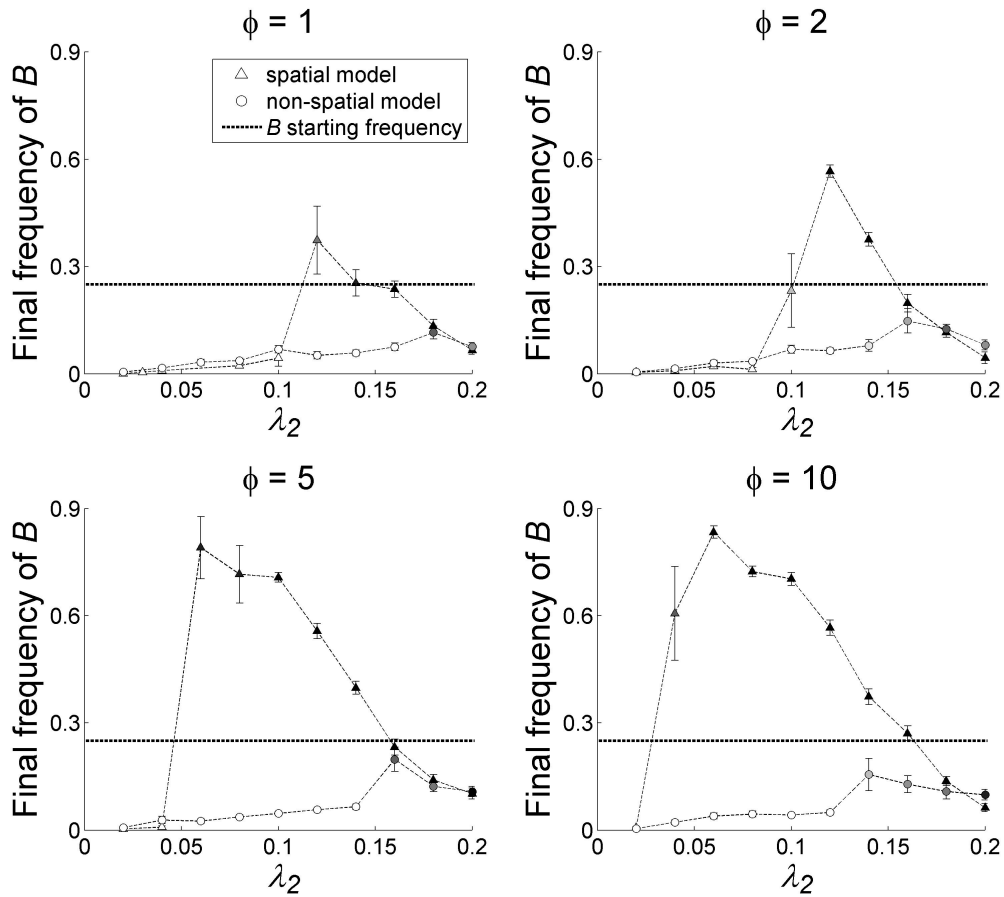 ϕ = 1
Final frequency of B
0.9
0.6
0.3
0
spatial model
non-spatial model
B starting frequency
0 0.05 0.1 0.15 0.2
λ2
ϕ = 2
Final frequency of B
0.9
0.6
0.3
0
0 0.05 0.1 0.15 0.2
λ2
ϕ = 5
Final frequency of B
0.9
0.6
0.3
0
0 0.05 0.1 0.15 0.2
λ2
ϕ = 10
Final frequency of B
0.9
0.6
0.3
0
0 0.05 0.1 0.15 0.2
λ2